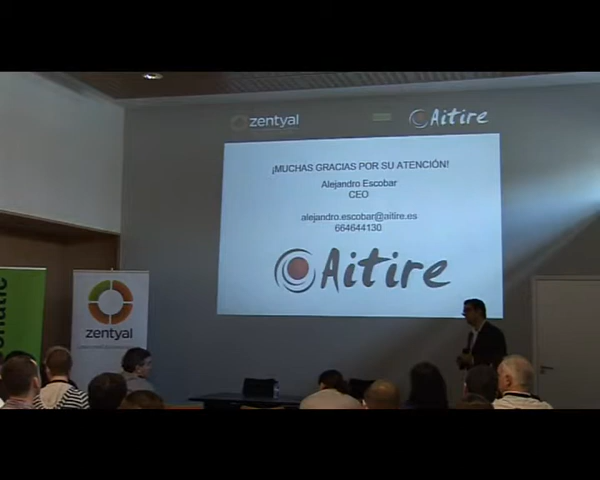 zentyal
Aitire
¡MUCHAS GRACIAS POR SU ATENCIÓN!
Alejandro Escobar
CEO
alejandro.escobar@aitire.es
664644130
Aitire
zentyal